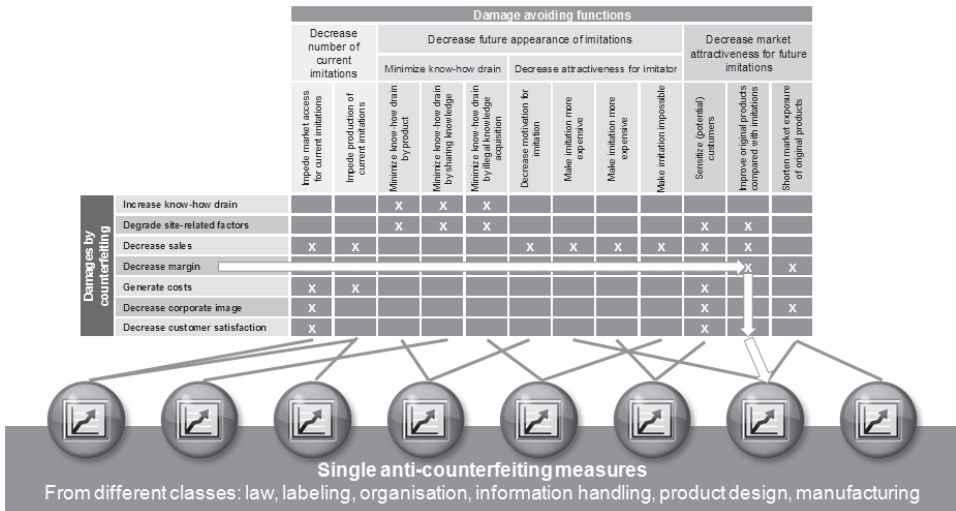 Damage avoiding functions
Decrease
number of
current
imitations
Decrease future appearance of imitations
Decrease market
attractiveness for future
imitations
Minimize know-how drain
Decrease attractiveness for imitator
Impede market access
for current imitations
Impede production of
current imitations
Minimize know-how drain
by product
Minimize know-how drain
by sharing knowledge
Minimize know-how drain
by illegal knowledge
acquisition
Decrease motivation for
imitation
Make imitation more
expensive
Make imitation more
expensive
Make imitation impossible
Sensitize (potential)
custumers
Improve original products
compared with imitations
Shorten market exposure
of original products
Damages by
counterfeiting
Increase know-how drain X X X
Degrade site-related factors X X X X X
Decrease sales X X X X X X X X
Decrease margin X X
Generate costs X X X
Decrease corporate image X X X
Decrease customer satisfaction X X
Single anti-counterfeiting measures
From different classes: law, labeling, organisation, information handling, product design, manufacturing